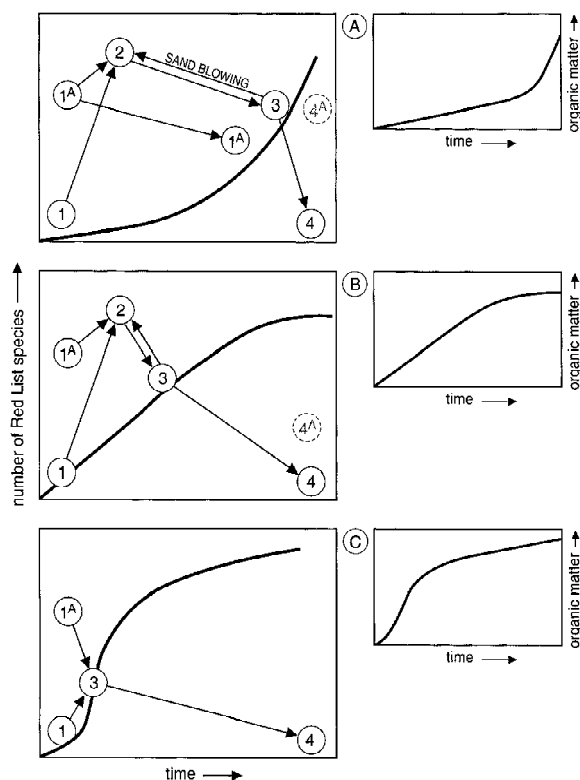 A
2
SAND BLOWING
1A
3
4A
1A
1
4
time
organic matter
number of Red List species
B
2
1A
3
4A
1
4
time
organic matter
C
1A
3
1
4
time
organic matter
time